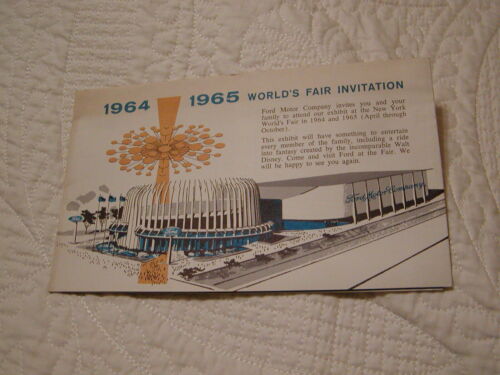 1964 1965 WORLD'S FAIR INVITATION
Ford Motor Company invites you and your
family to attend our exhibit at the New York
World's Fair in 1964 and 1965 (April through
October).
This exhibit will have something to entertain
every member of the family, including a ride
into fantasy created by the incomparable Walt
Disney. Come and visit Ford at the Fair. We
will be happy to see you again.
Ford Motor Company
Ford